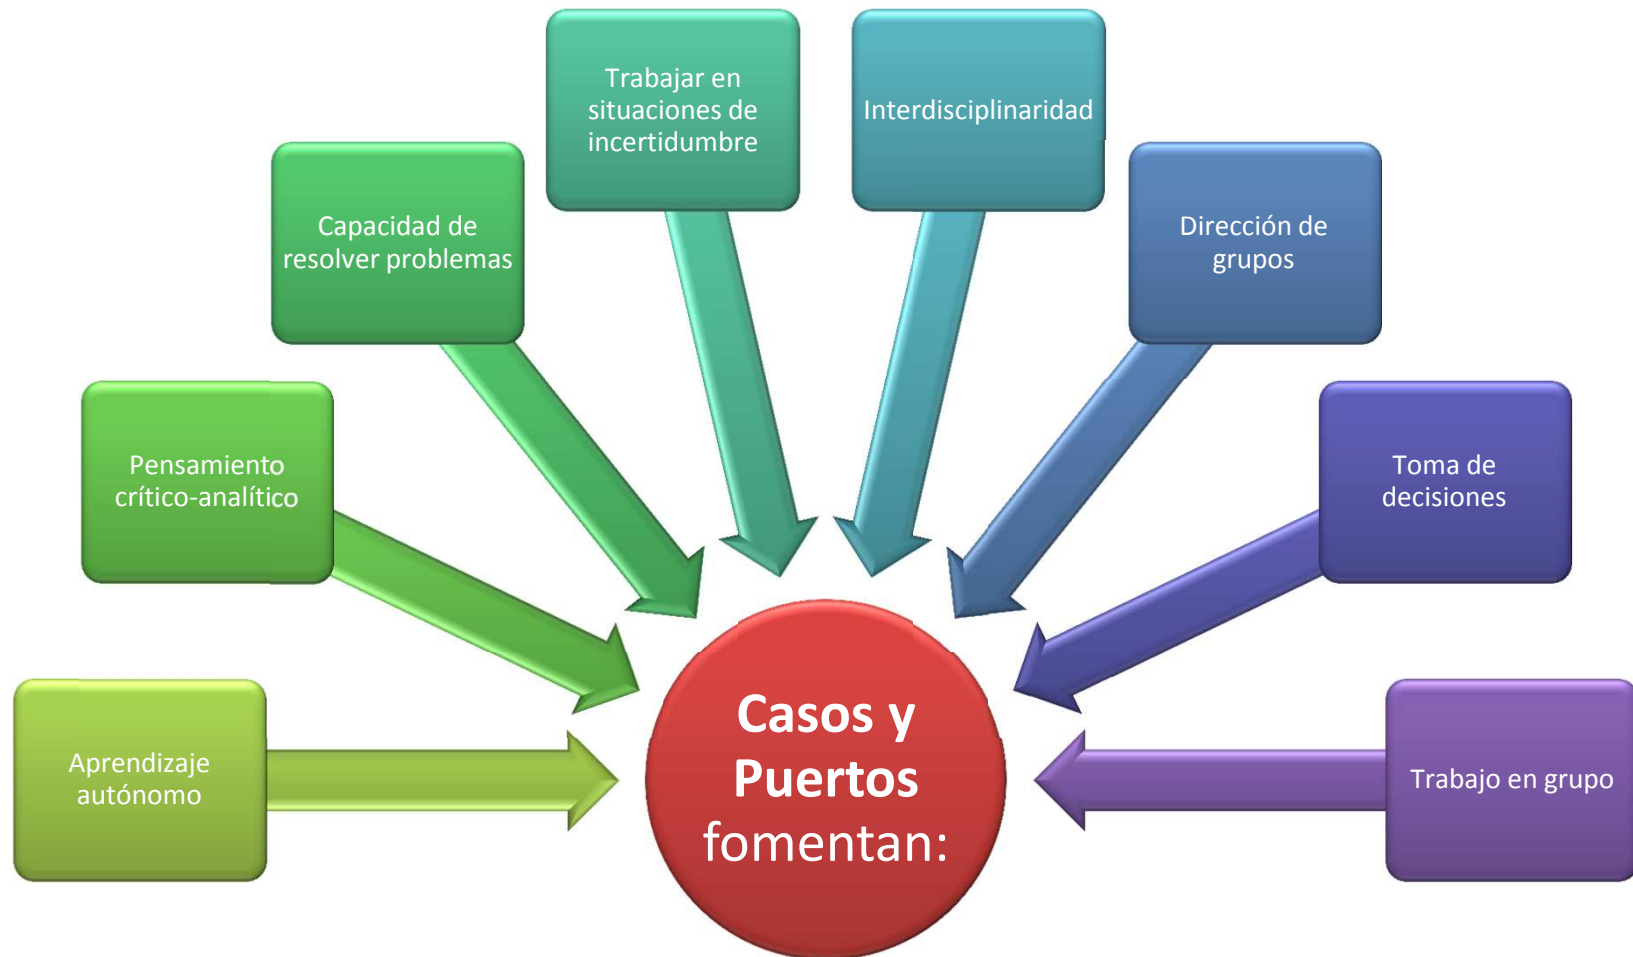 Trabajar en
situaciones de
incertidumbre
Interdisciplinaridad
Capacidad de
resolver problemas
Dirección de
grupos
Pensamiento
crítico-analítico
Toma de
decisiones
Aprendizaje
autónomo
Casos y
Puertos
fomentan:
Trabajo en grupo